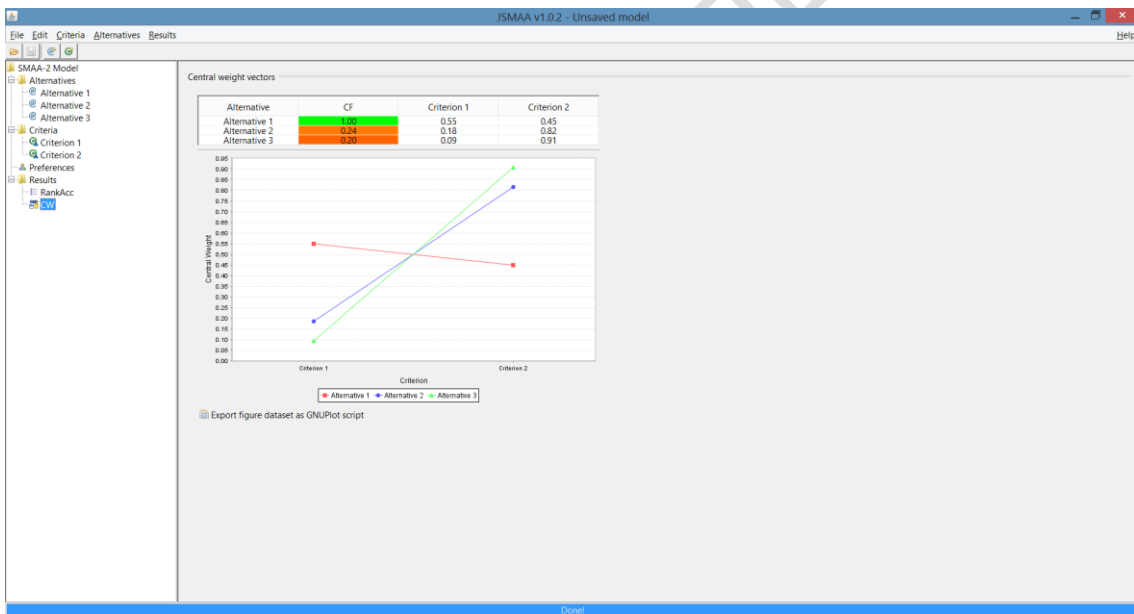 JSMAA v1.0.2 - Unsaved model
File Edit Criteria Alternatives Results Help
SMAA-2 Model
Alternatives
Alternative 1
Alternative 2
Alternative 3
Criteria
Criterion 1
Criterion 2
Preferences
Results
RankAcc
CW
Central weight vectors
Alternative CF Criterion 1 Criterion 2
Alternative 1 1.00 0.55 0.45
Alternative 2 0.24 0.18 0.82
Alternative 3 0.20 0.09 0.91
0.95
0.90
0.85
0.80
0.75
0.70
0.65
0.60
0.55
0.50
0.45
0.40
0.35
0.30
0.25
0.20
0.15
0.10
0.05
0.00
Central Weight
Criterion 1 Criterion 2
Criterion
Alternative 1 Alternative 2 Alternative 3
Export figure dataset as GNUPlot script
Done!